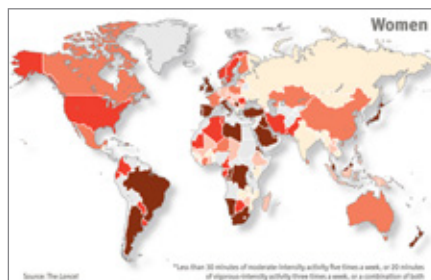 Women
*Less than 30 minutes of moderate-intensity activity five times a week, or 20 minutes
Source: The Lancet
of vigorous-intensity activity three times a week, or a combination of both